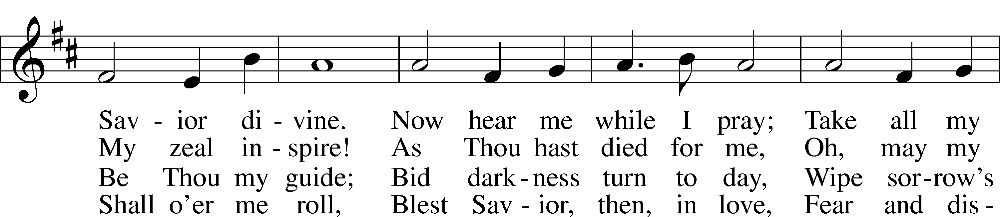 Sav - ior di - vine. Now hear me while I pray; Take all my
My zeal in - spire! As Thou hast died for me, Oh, may my
Be Thou my guide; Bid dark - ness turn to day, Wipe sor - row's
Shall o'er me roll, Blest Sav - ior, then, in love, Fear and dis -